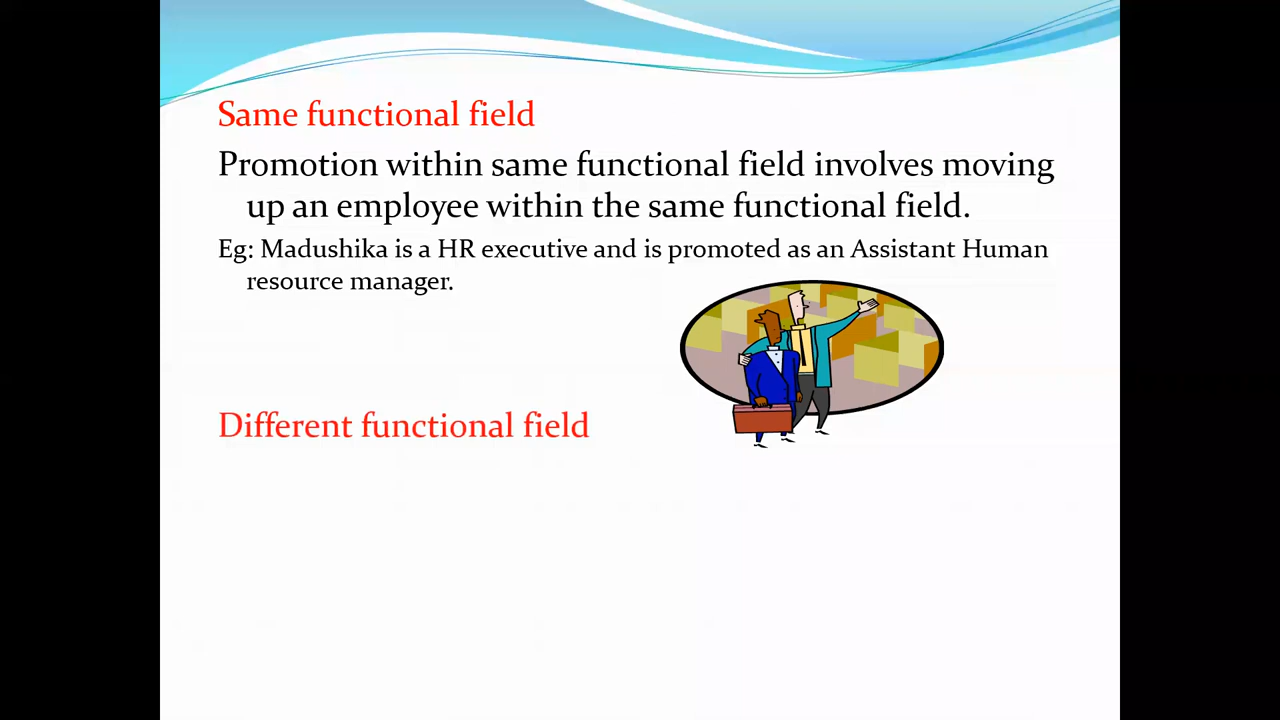 Same functional field
Promotion within same functional field involves moving
up an employee within the same functional field.
Eg: Madushika is a HR executive and is promoted as an Assistant Human
resource manager.
Different functional field